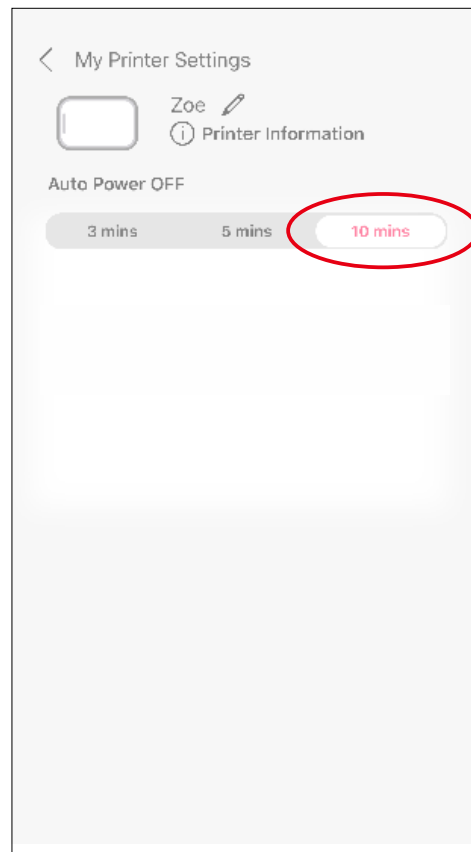 My Printer Settings
Zoe
Printer Information
Auto Power OFF
3 mins 5 mins 10 mins